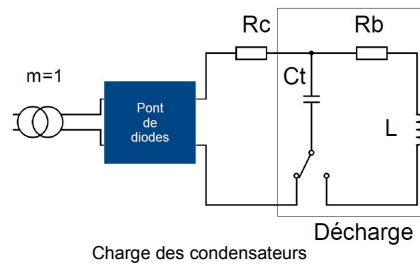 Rc
Rb
m=1
Ct
Pont
de
diodes
L
Décharge
Charge des condensateurs